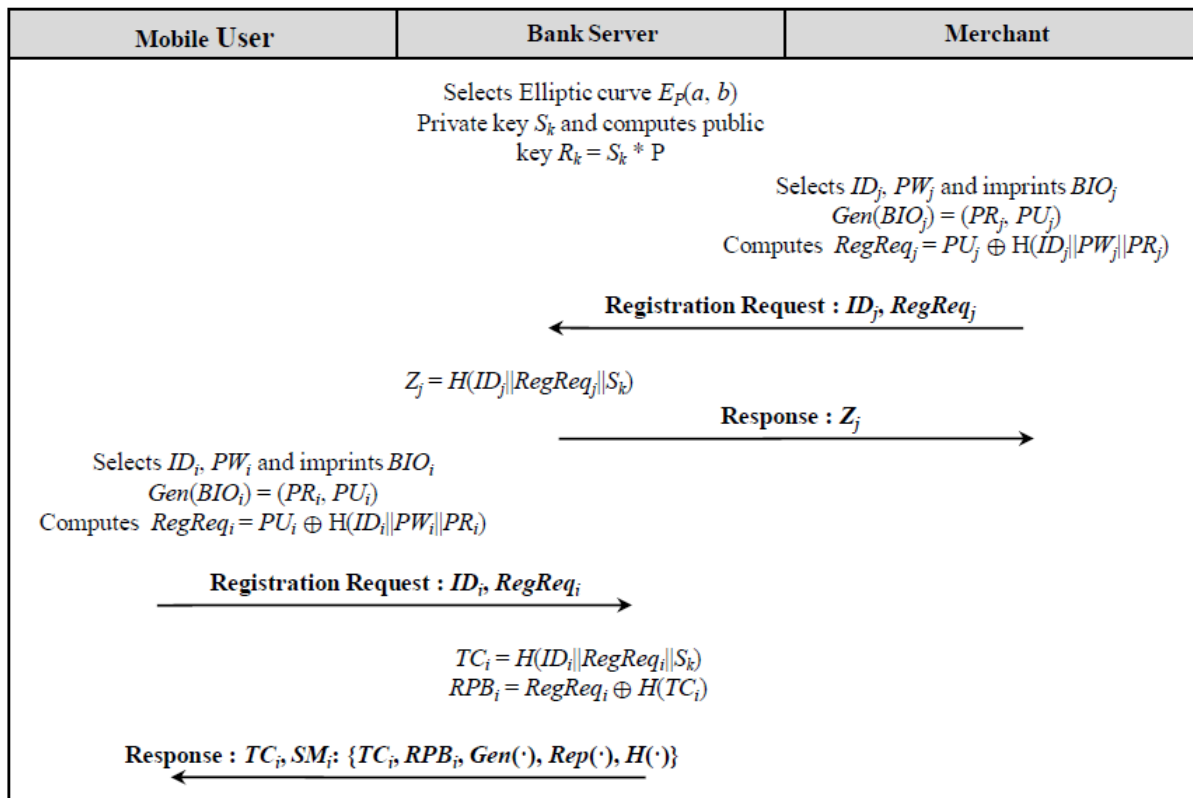 Mobile User Bank Server Merchant
Selects Elliptic curve E_P(a, b)
Private key S_k and computes public
key R_k = S_k * P
Selects ID_j, PW_j and imprints BIO_j
Gen(BIO_j) = (PR_j, PU_j)
Computes RegReq_j = PU_j ⊕ H(ID_j||PW_j||PR_j)
Registration Request : ID_j, RegReq_j
Z_j = H(ID_j||RegReq_j||S_k)
Response : Z_j
Selects ID_i, PW_i and imprints BIO_i
Gen(BIO_i) = (PR_i, PU_i)
Computes RegReq_i = PU_i ⊕ H(ID_i||PW_i||PR_i)
Registration Request : ID_i, RegReq_i
TC_i = H(ID_i||RegReq_i||S_k)
RPB_i = RegReq_i ⊕ H(TC_i)
Response : TC_i, SM_i: {TC_i, RPB_i, Gen(·), Rep(·), H(·)}